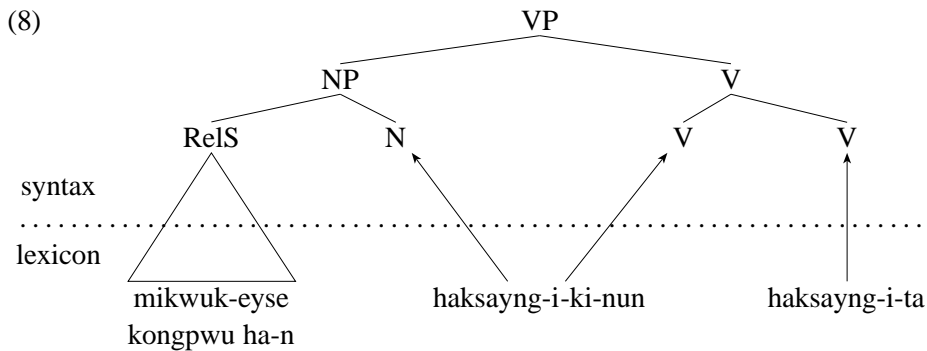 (8) VP
NP V
RelS N V V
syntax
lexicon
mikwuk-eyse haksayng-i-ki-nun haksayng-i-ta
kongpwu ha-n